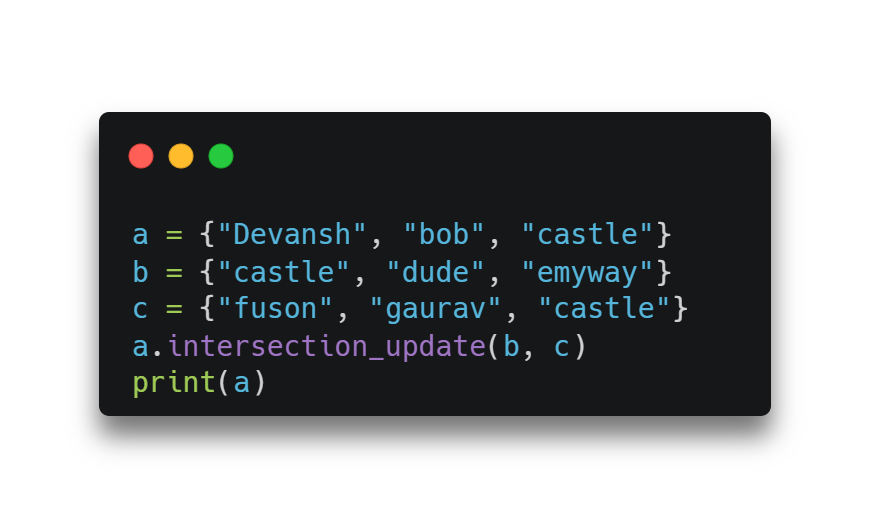 a = {"Devansh", "bob", "castle"}
b = {"castle", "dude", "emyway"}
c = {"fuson", "gaurav", "castle"}
a.intersection_update(b, c)
print(a)